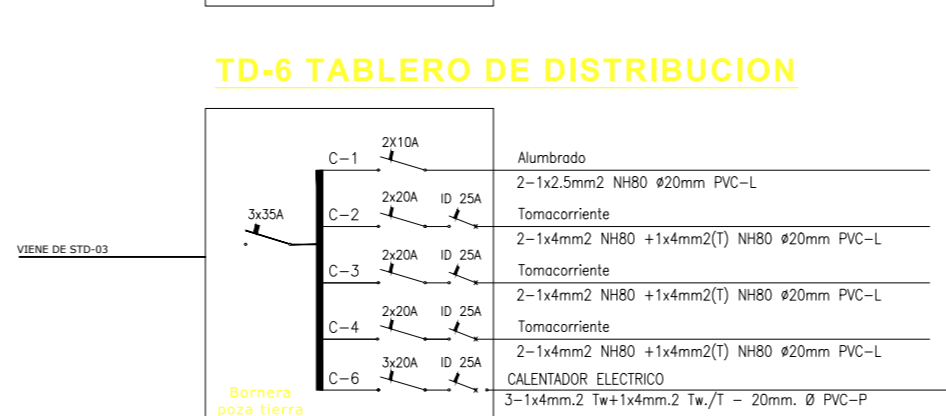 TD-6 TABLERO DE DISTRIBUCION
2X10A
C-1
Alumbrado
2-1x2.5mm2 NH80 ø20mm PVC-L
3x35A
2x20A ID 25A
C-2
Tomacorriente
2-1x4mm2 NH80 +1x4mm2(T) NH80 ø20mm PVC-L
VIENE DE STD-03
2x20A ID 25A
C-3
Tomacorriente
2-1x4mm2 NH80 +1x4mm2(T) NH80 ø20mm PVC-L
2x20A ID 25A
C-4
Tomacorriente
2-1x4mm2 NH80 +1x4mm2(T) NH80 ø20mm PVC-L
3x20A ID 25A
C-6
CALENTADOR ELECTRICO
3-1x4mm.2 Tw+1x4mm.2 Tw./T - 20mm. Ø PVC-P
Bornera
poza tierra